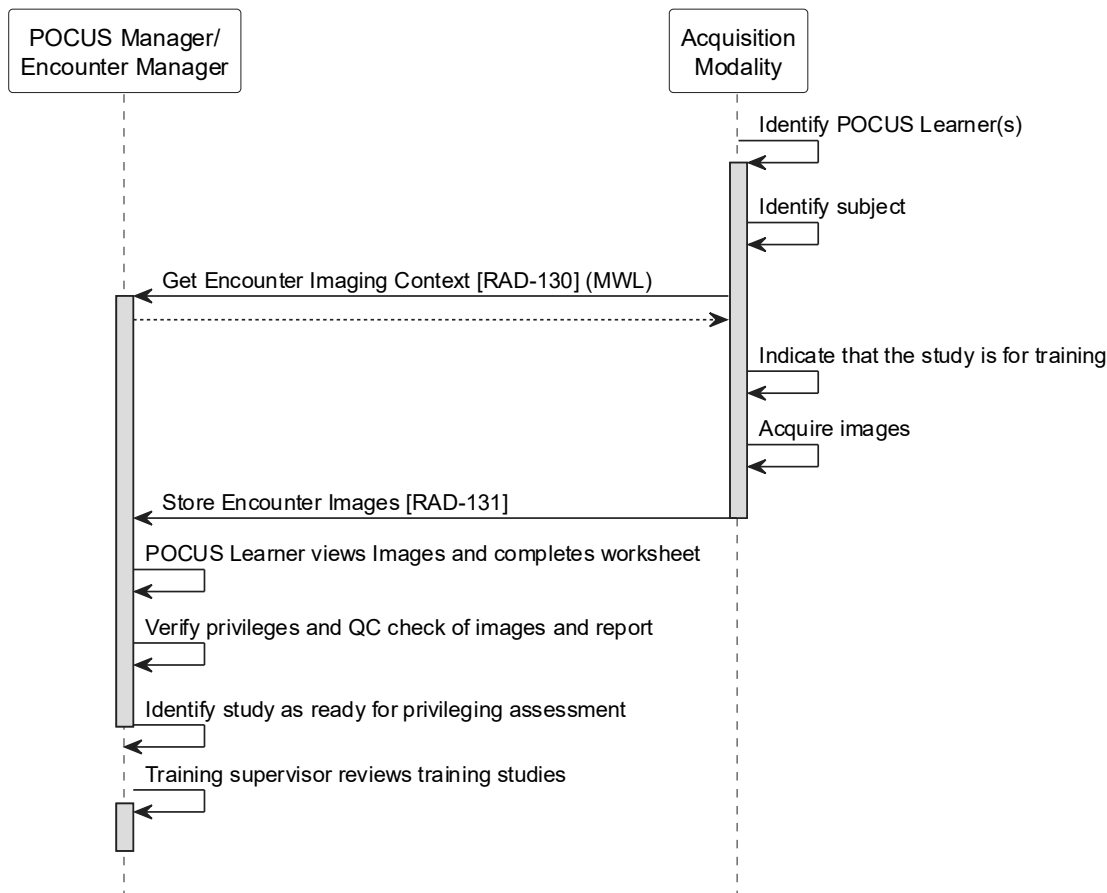 POCUS Manager/
Encounter Manager
Acquisition
Modality
Identify POCUS Learner(s)
Identify subject
Get Encounter Imaging Context [RAD-130] (MWL)
Indicate that the study is for training
Acquire images
Store Encounter Images [RAD-131]
POCUS Learner views Images and completes worksheet
Verify privileges and QC check of images and report
Identify study as ready for privileging assessment
Training supervisor reviews training studies